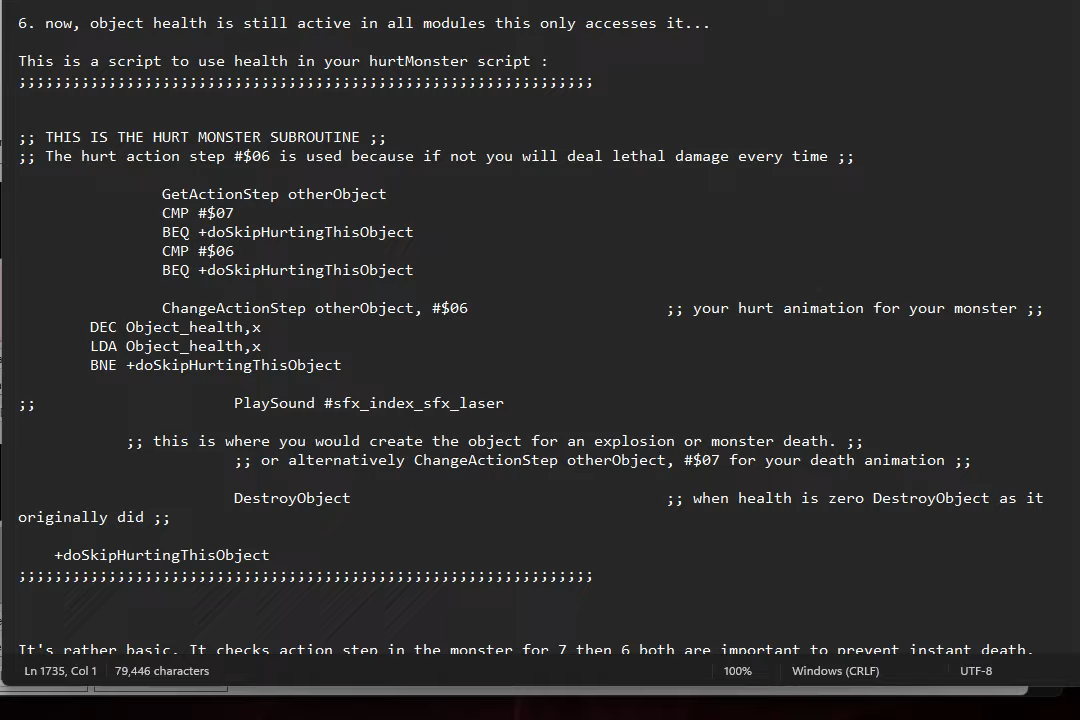 6. now, object health is still active in all modules this only accesses it...
This is a script to use health in your hurtMonster script :
;;;;;;;;;;;;;;;;;;;;;;;;;;;;;;;;;;;;;;;;;;;;;;;;;;;;;;;;;;;;;;;;
;; THIS IS THE HURT MONSTER SUBROUTINE ;;
;; The hurt action step #$06 is used because if not you will deal lethal damage every time ;;
GetActionStep otherObject
CMP #$07
BEQ +doSkipHurtingThisObject
CMP #$06
BEQ +doSkipHurtingThisObject
ChangeActionStep otherObject, #$06 ;; your hurt animation for your monster ;;
DEC Object_health,x
LDA Object_health,x
BNE +doSkipHurtingThisObject
;; PlaySound #sfx_index_sfx_laser
;; this is where you would create the object for an explosion or monster death. ;;
;; or alternatively ChangeActionStep otherObject, #$07 for your death animation ;;
DestroyObject ;; when health is zero DestroyObject as it
originally did ;;
+doSkipHurtingThisObject
;;;;;;;;;;;;;;;;;;;;;;;;;;;;;;;;;;;;;;;;;;;;;;;;;;;;;;;;;;;;;;;;
It's rather basic. It checks action step in the monster for 7 then 6 both are important to prevent instant death.
Ln 1735, Col 1 79,446 characters 100% Windows (CRLF) UTF-8